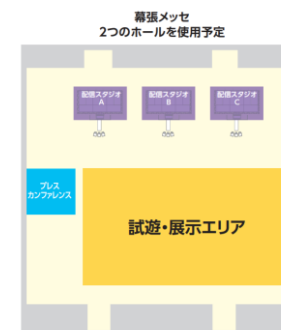 幕張メッセ
2つのホールを使用予定
配信スタジオ
A
配信スタジオ
B
配信スタジオ
C
プレス
カンファレンス
試遊・展示エリア